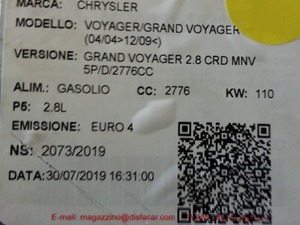 MARCA: CHRYSLER
MODELLO: VOYAGER/GRAND VOYAGER
(04/04>12/09<)
VERSIONE: GRAND VOYAGER 2.8 CRD MNV
5P/D/2776CC
ALIM.: GASOLIO CC: 2776 KW: 110
P5: 2.8L
EMISSIONE: EURO 4
NS: 2073/2019
DATA: 30/07/2019 16:31:00
E-mail: magazzino@disfacar.com